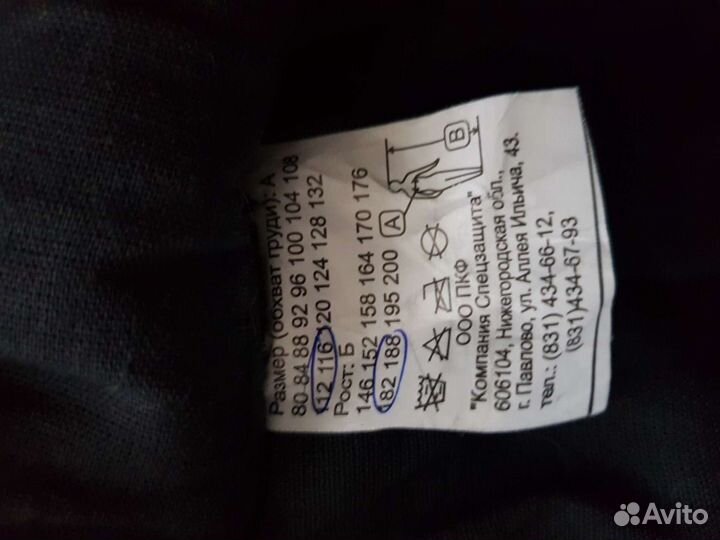 Размер (обхват груди): А
80 84 88 92 96 100 104 108
112 116 120 124 128 132
Рост: Б
146 152 158 164 170 176
182 188 195 200
A
B
ООО ПКФ
"Компания Спецзащита"
606104, Нижегородская обл.,
г. Павлово, ул. Аллея Ильича, 43.
тел.: (831) 434-66-12,
(831)434-67-93
Avito